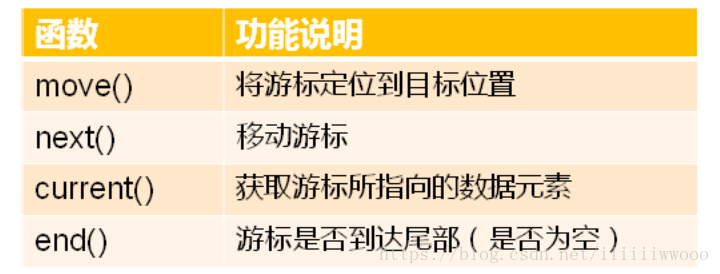 函数 功能说明
move() 将游标定位到目标位置
next() 移动游标
current() 获取游标所指向的数据元素
end() 游标是否到达尾部（是否为空）
https://blog.csdn.net/iiiiiiwwooo